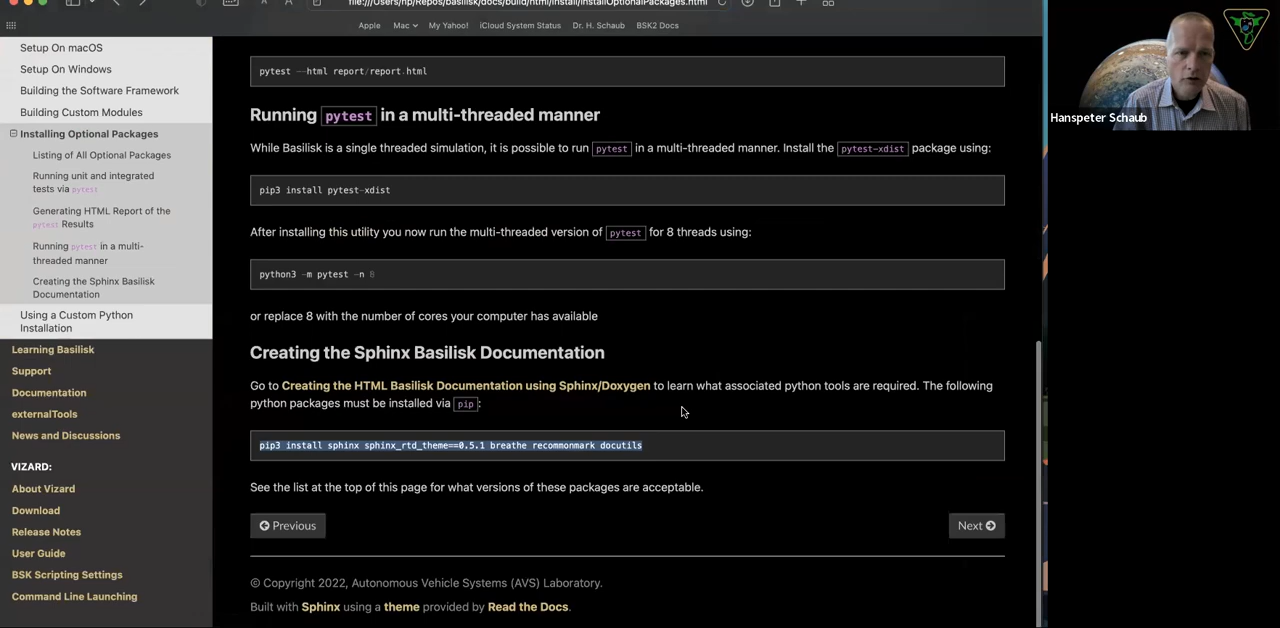 file:///Users/hp/Repos/basilisk/docs/build/html/Install/installOptionalPackages.html
Apple
Mac
My Yahoo!
iCloud System Status
Dr. H. Schaub
BSK2 Docs
Setup On macOS
Setup On Windows
Building the Software Framework
Building Custom Modules
Installing Optional Packages
Listing of All Optional Packages
Running unit and integrated
tests via pytest
Generating HTML Report of the
pytest Results
Running pytest in a multi-
threaded manner
Creating the Sphinx Basilisk
Documentation
Using a Custom Python
Installation
Learning Basilisk
Support
Documentation
externalTools
News and Discussions
VIZARD:
About Vizard
Download
Release Notes
User Guide
BSK Scripting Settings
Command Line Launching
pytest --html report/report.html
Running pytest in a multi-threaded manner
While Basilisk is a single threaded simulation, it is possible to run pytest in a multi-threaded manner. Install the pytest-xdist package using:
pip3 install pytest-xdist
After installing this utility you now run the multi-threaded version of pytest for 8 threads using:
python3 -m pytest -n 8
or replace 8 with the number of cores your computer has available
Creating the Sphinx Basilisk Documentation
Go to Creating the HTML Basilisk Documentation using Sphinx/Doxygen to learn what associated python tools are required. The following
python packages must be installed via pip:
pip3 install sphinx sphinx_rtd_theme==0.5.1 breathe recommonmark docutils
See the list at the top of this page for what versions of these packages are acceptable.
Previous
Next
© Copyright 2022, Autonomous Vehicle Systems (AVS) Laboratory.
Built with Sphinx using a theme provided by Read the Docs.
Hanspeter Schaub